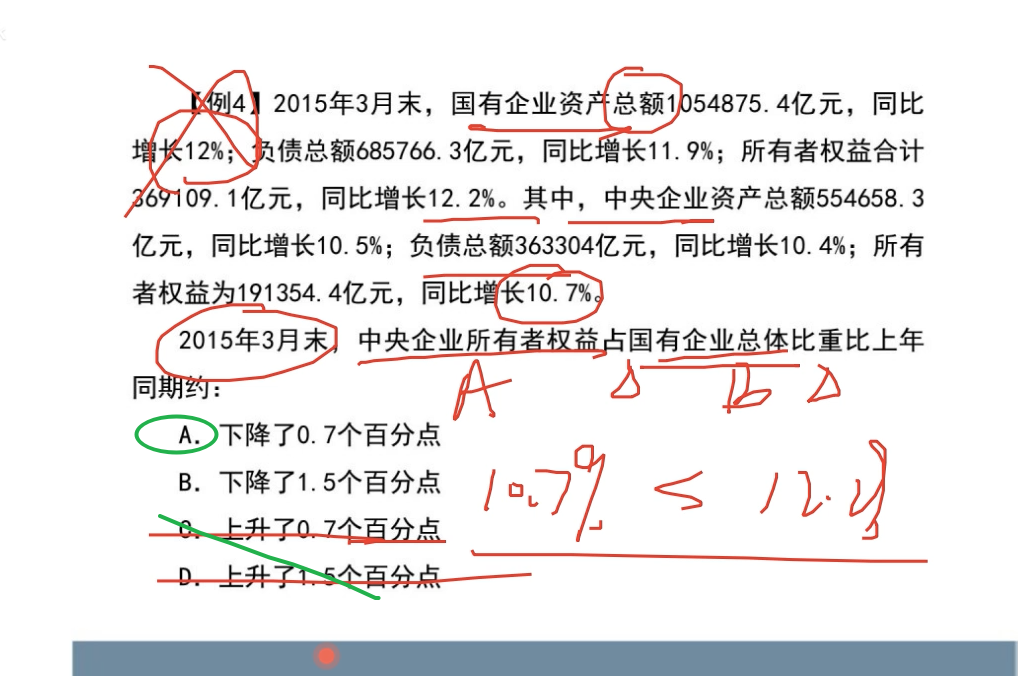 【例4】2015年3月末，国有企业资产总额1054875.4亿元，同比
增长12%；负债总额685766.3亿元，同比增长11.9%；所有者权益合计
369109.1亿元，同比增长12.2%。其中，中央企业资产总额554658.3
亿元，同比增长10.5%；负债总额363304亿元，同比增长10.4%；所有
者权益为191354.4亿元，同比增长10.7%。
2015年3月末，中央企业所有者权益占国有企业总体比重比上年
同期约：
A
B
A. 下降了0.7个百分点
B. 下降了1.5个百分点
10.7% < 12.2
C. 上升了0.7个百分点
D. 上升了1.5个百分点